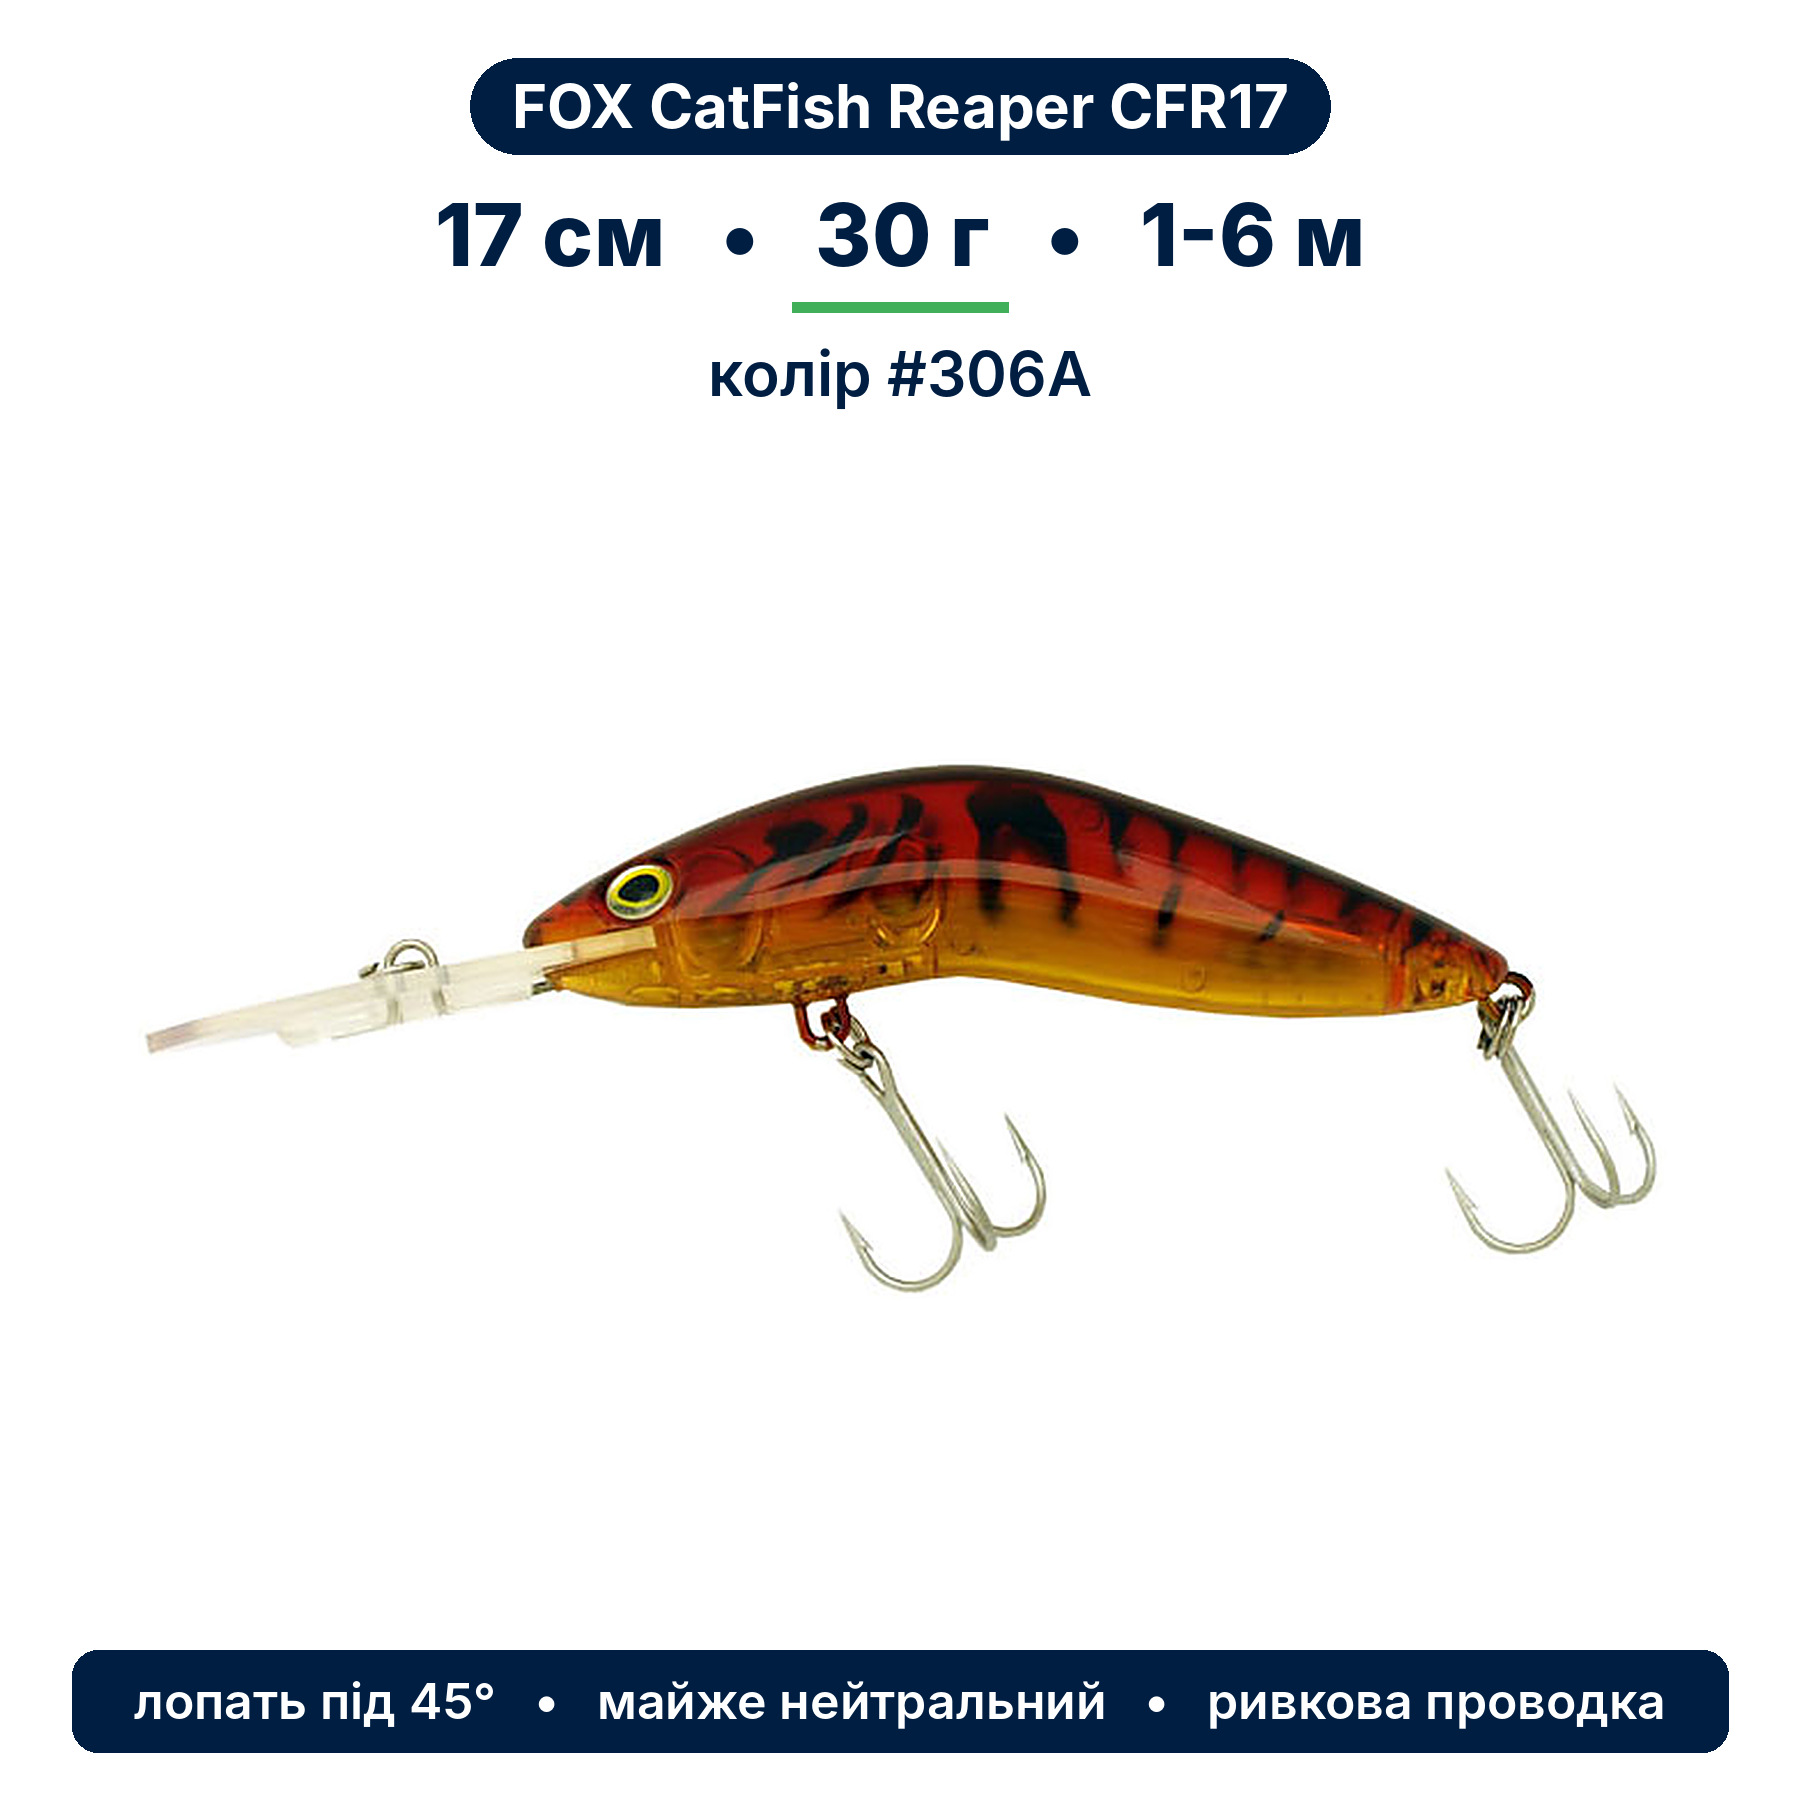 FOX CatFish Reaper CFR17
17 см • 30 г • 1-6 м
колір #306A
лопать під 45° • майже нейтральний • ривкова проводка